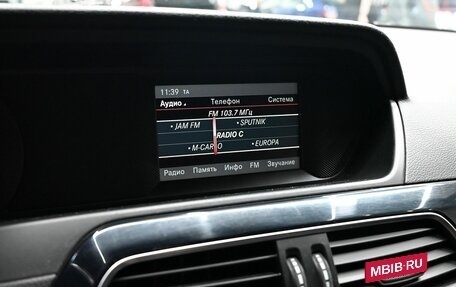 11:39 TA
Аудио Телефон Система
FM 103.7 МГц
• JAM FM • SPUTNIK
RADIO C
• M-CARLO • EUROPA
Радио Память Инфо FM Звучание
МВІВ.RU